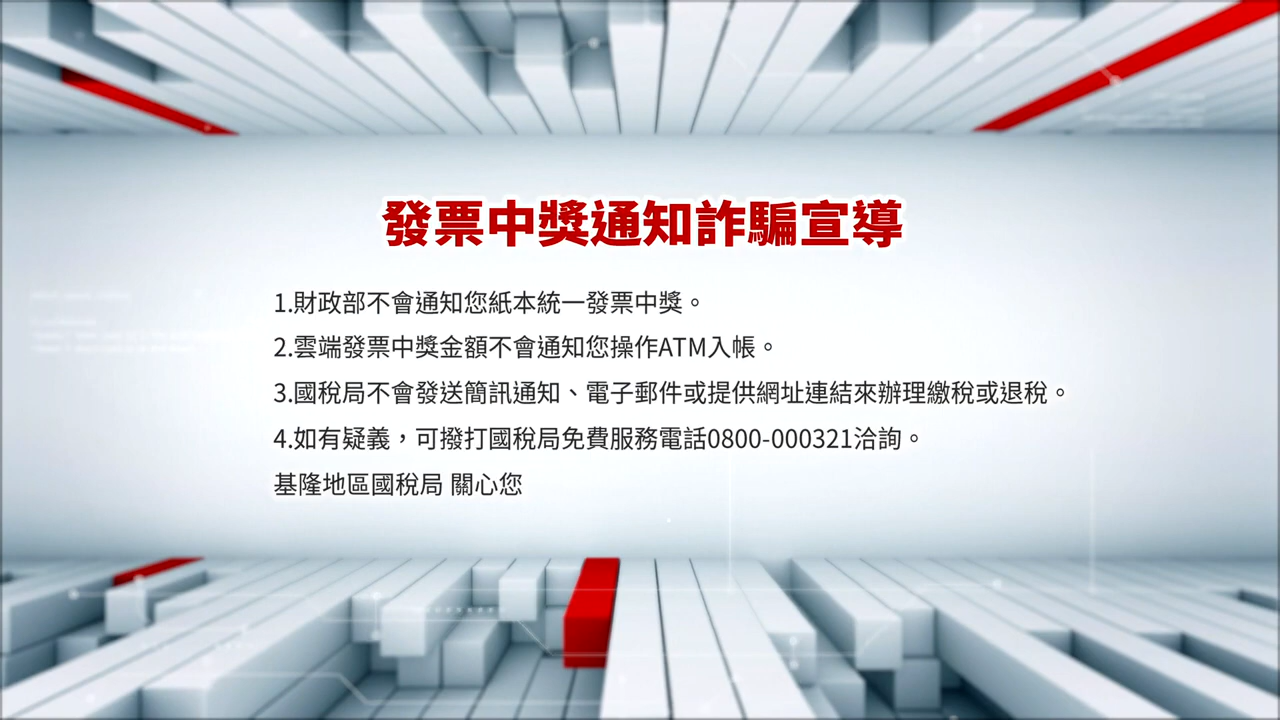 發票中獎通知詐騙宣導
1.財政部不會通知您紙本統一發票中獎。
2.雲端發票中獎金額不會通知您操作ATM入帳。
3.國稅局不會發送簡訊通知、電子郵件或提供網址連結來辦理繳稅或退稅。
4.如有疑義，可撥打國稅局免費服務電話0800-000321洽詢。
基隆地區國稅局 關心您